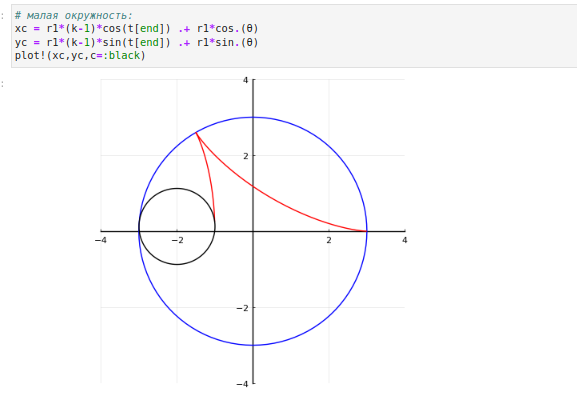 : # малая окружность:
xc = r1*(k-1)*cos(t[end]) .+ r1*cos.(θ)
yc = r1*(k-1)*sin(t[end]) .+ r1*sin.(θ)
plot!(xc,yc,c=:black)
:
4
2
−4 −2 2 4
−2
−4